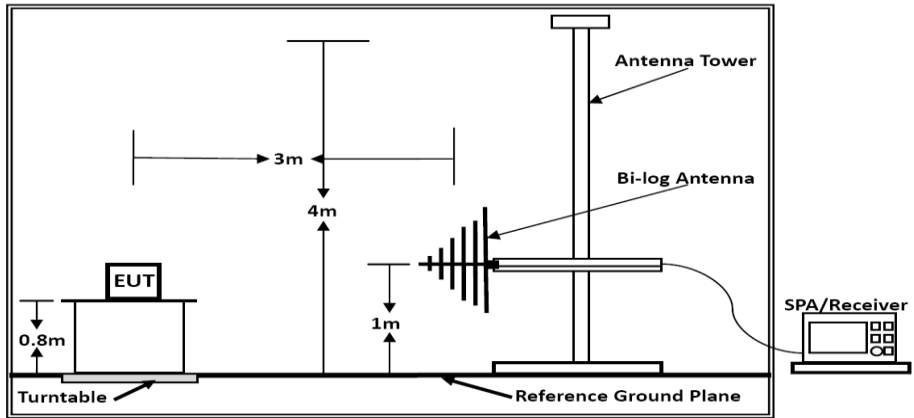 Antenna Tower
3m
Bi-log Antenna
4m
EUT
0.8m
1m
SPA/Receiver
Turntable
Reference Ground Plane